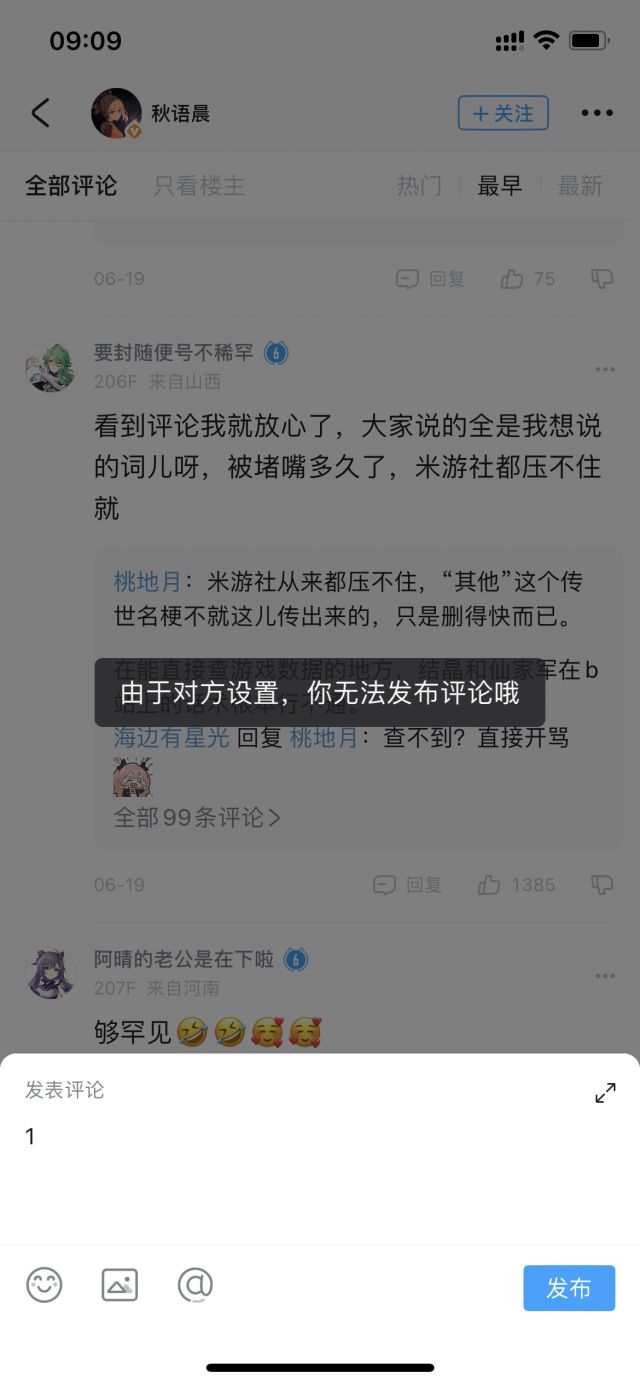 09:09
秋语晨
+关注
全部评论 只看楼主 热门 最早 最新
06-19 回复 75
要封随便号不稀罕 6
206F 来自山西
看到评论我就放心了，大家说的全是我想说
的词儿呀，被堵嘴多久了，米游社都压不住
就
桃地月：米游社从来都压不住，“其他”这个传
世名梗不就这儿传出来的，只是删得快而已。
在能直接查游戏数据的地方，结晶和仙家军在b
由于对方设置，你无法发布评论哦
海边有星光 回复 桃地月：查不到？直接开骂
全部99条评论>
06-19 回复 1385
阿晴的老公是在下啦 6
207F 来自河南
够罕见🤣🤣🥰🥰
发表评论
1
发布